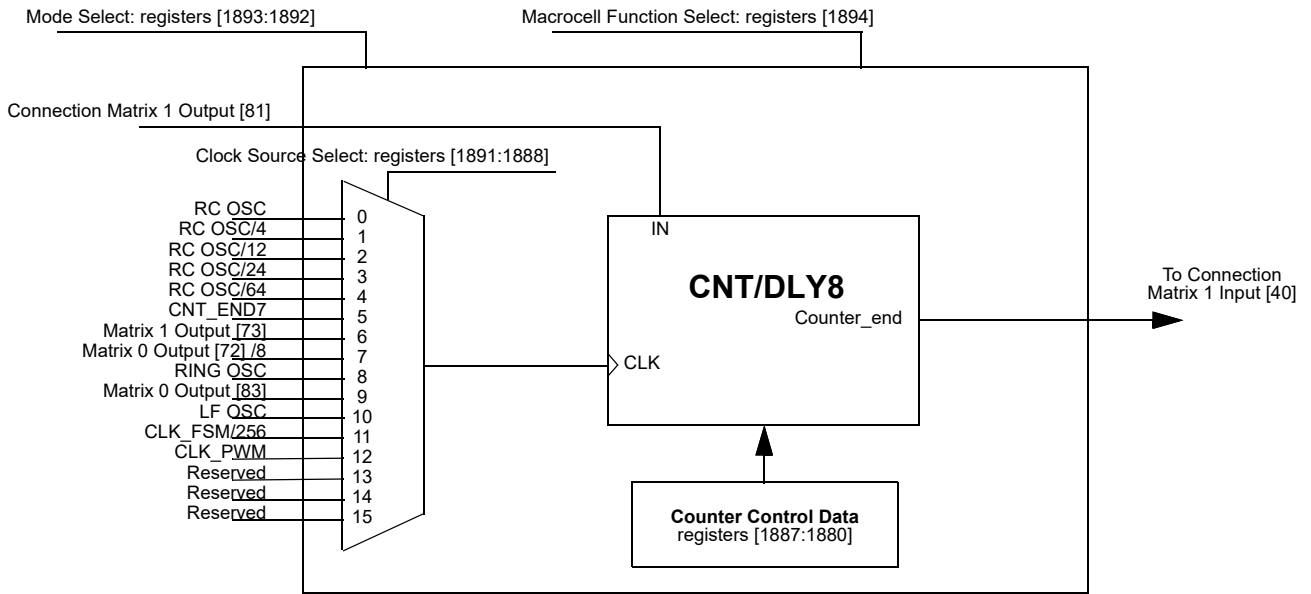 Mode Select: registers [1893:1892]
Macrocell Function Select: registers [1894]
Connection Matrix 1 Output [81]
Clock Source Select: registers [1891:1888]
RC OSC
0
RC OSC/4
1
RC OSC/12
2
RC OSC/24
3
RC OSC/64
4
CNT_END7
5
Matrix 1 Output [73]
6
Matrix 0 Output [72] /8
7
RING OSC
8
Matrix 0 Output [83]
9
LF OSC
10
CLK_FSM/256
11
CLK_PWM
12
Reserved
13
Reserved
14
Reserved
15
IN
CNT/DLY8
Counter_end
CLK
To Connection
Matrix 1 Input [40]
Counter Control Data
registers [1887:1880]